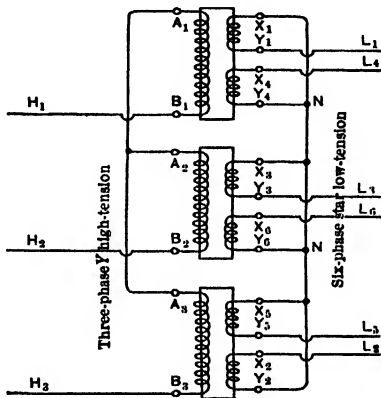 A₁
X₁
Y₁
L₁
L₄
X₄
Y₄
H₁
B₁
N
A₂
X₃
Y₃
L₃
L₆
X₆
Y₆
H₂
B₂
N
A₃
X₅
Y₅
L₅
L₂
X₂
Y₂
H₃
B₃
Three-phase Y high-tension
Six-phase star low-tension